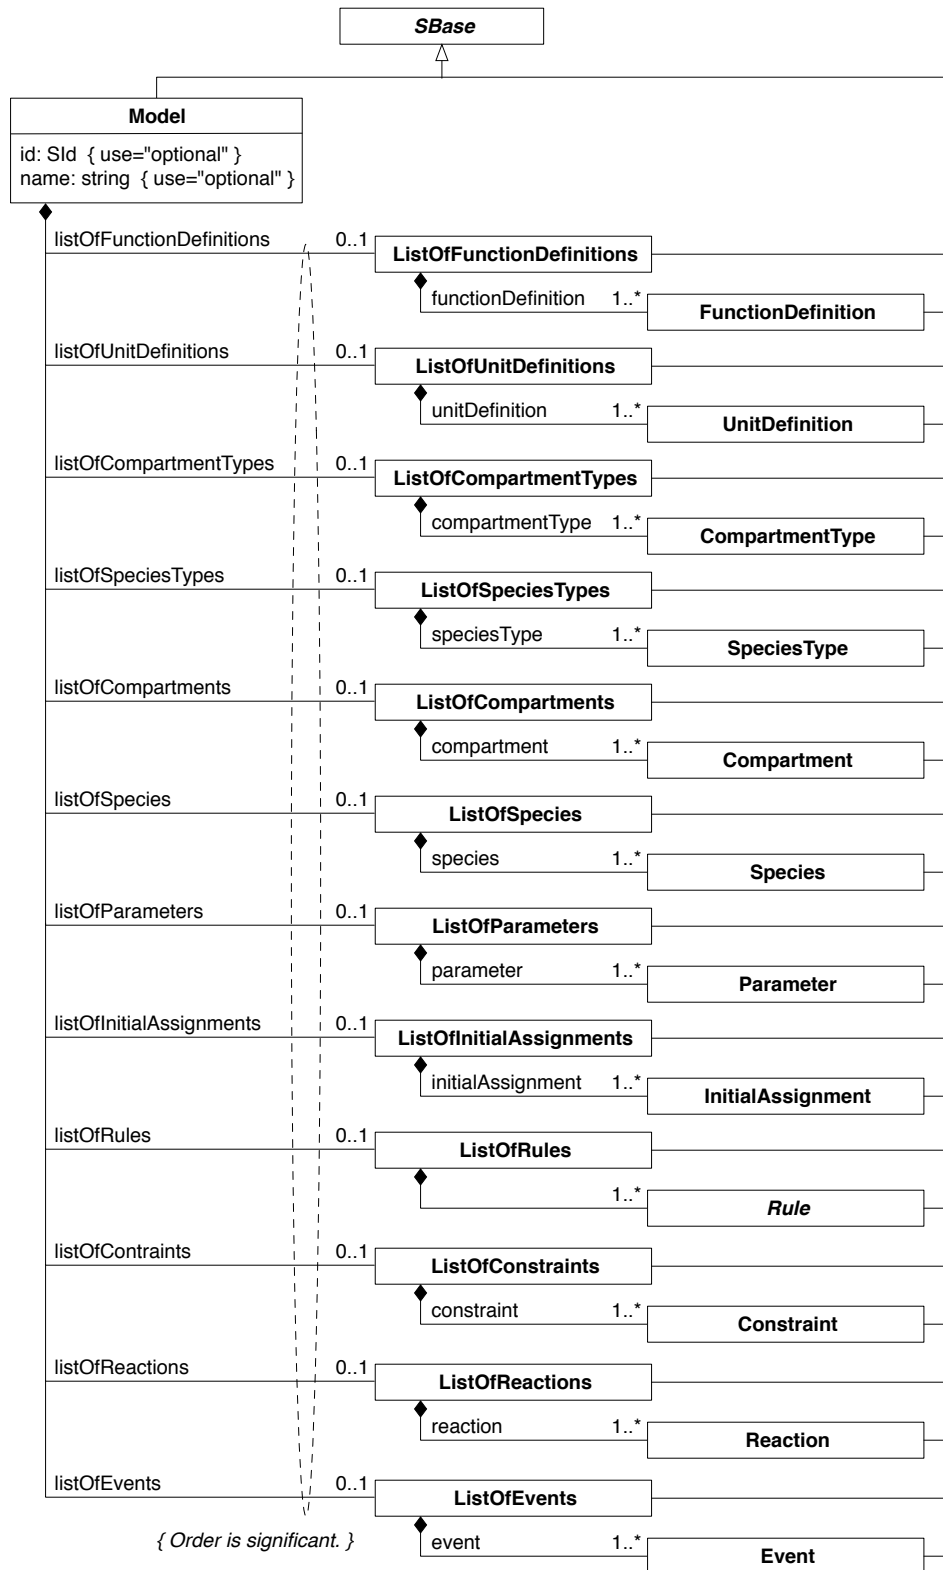 SBase
Model
id: SId { use="optional" }
name: string { use="optional" }
listOfFunctionDefinitions 0..1 ListOfFunctionDefinitions
functionDefinition 1..* FunctionDefinition
listOfUnitDefinitions 0..1 ListOfUnitDefinitions
unitDefinition 1..* UnitDefinition
listOfCompartmentTypes 0..1 ListOfCompartmentTypes
compartmentType 1..* CompartmentType
listOfSpeciesTypes 0..1 ListOfSpeciesTypes
speciesType 1..* SpeciesType
listOfCompartments 0..1 ListOfCompartments
compartment 1..* Compartment
listOfSpecies 0..1 ListOfSpecies
species 1..* Species
listOfParameters 0..1 ListOfParameters
parameter 1..* Parameter
listOfInitialAssignments 0..1 ListOfInitialAssignments
initialAssignment 1..* InitialAssignment
listOfRules 0..1 ListOfRules
1..* Rule
listOfContraints 0..1 ListOfConstraints
constraint 1..* Constraint
listOfReactions 0..1 ListOfReactions
reaction 1..* Reaction
listOfEvents 0..1 ListOfEvents
{ Order is significant. } event 1..* Event